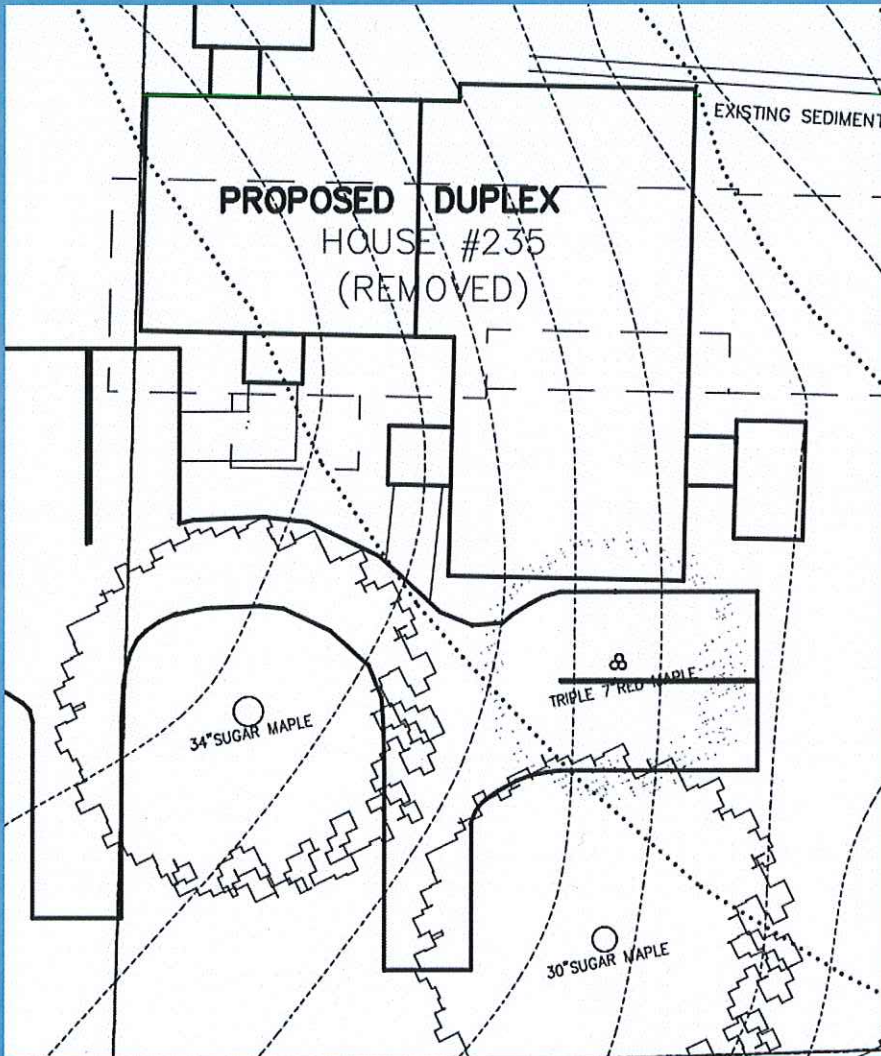 EXISTING SEDIMENT
PROPOSED DUPLEX
HOUSE #235
(REMOVED)
TRIPLE 7"RED MAPLE
34"SUGAR MAPLE
30"SUGAR MAPLE